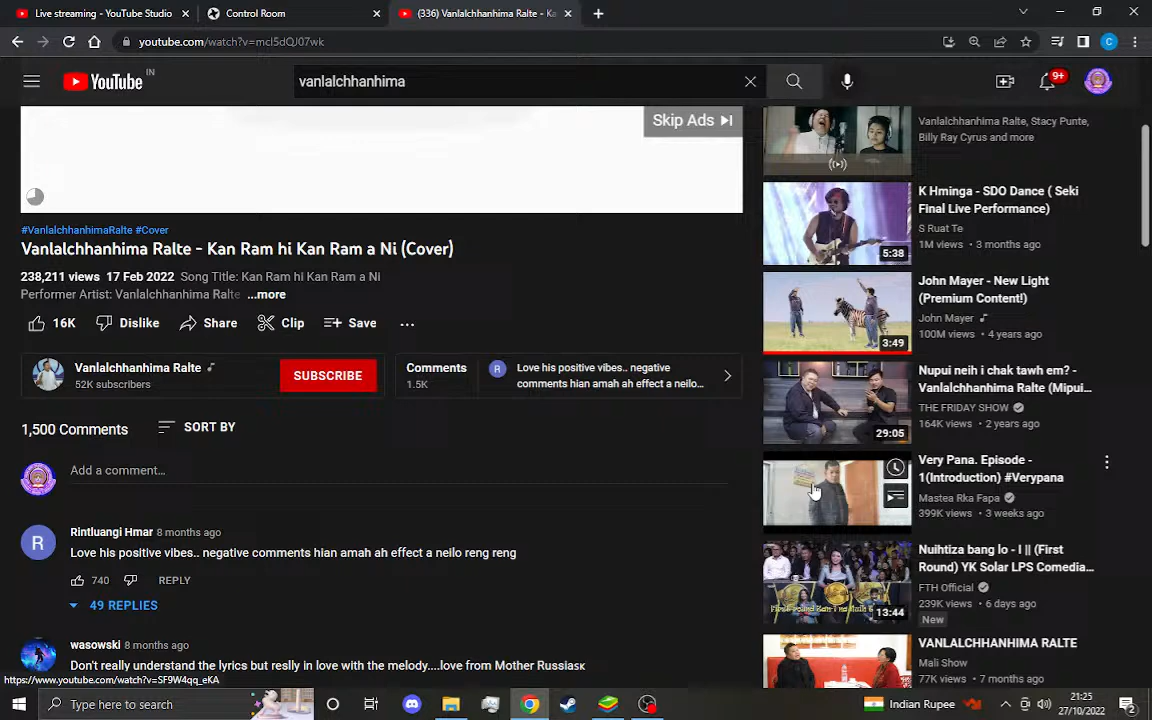 Live streaming - YouTube Studio
Control Room
(336) Vanlalchhanhima Ralte - Ka
youtube.com/watch?v=mcl5dQJ07wk
C
YouTube IN
vanlalchhanhima
9+
Skip Ads
#VanlalchhanhimaRalte #Cover
Vanlalchhanhima Ralte - Kan Ram hi Kan Ram a Ni (Cover)
238,211 views 17 Feb 2022 Song Title: Kan Ram hi Kan Ram a Ni
Performer Artist: Vanlalchhanhima Ralte ...more
16K
Dislike
Share
Clip
Save
Vanlalchhanhima Ralte
52K subscribers
SUBSCRIBE
Comments
1.5K
R
Love his positive vibes.. negative
comments hian amah ah effect a neilo...
1,500 Comments
SORT BY
Add a comment...
R
Rintluangi Hmar 8 months ago
Love his positive vibes.. negative comments hian amah ah effect a neilo reng reng
740
REPLY
49 REPLIES
wasowski 8 months ago
Don't really understand the lyrics but reslly in love with the melody....love from Mother Russiaѕк
https://www.youtube.com/watch?v=SF9W4qq_eKA
Vanlalchhanhima Ralte, Stacy Punte,
Billy Ray Cyrus and more
K Hminga - SDO Dance ( Seki
Final Live Performance)
S Ruat Te
1M views • 3 months ago
5:38
John Mayer - New Light
(Premium Content!)
John Mayer
100M views • 4 years ago
3:49
Nupui neih i chak tawh em? -
Vanlalchhanhima Ralte (Mipui...
THE FRIDAY SHOW
164K views • 2 years ago
29:05
Very Pana. Episode -
1(Introduction) #Verypana
Mastea Rka Fapa
399K views • 3 weeks ago
Nuihtiza bang lo - I || (First
Round) YK Solar LPS Comedia...
FTH Official
239K views • 6 days ago
New
13:44
VANLALCHHANHIMA RALTE
Mali Show
77K views • 7 months ago
Type here to search
Indian Rupee
21:25
27/10/2022
2